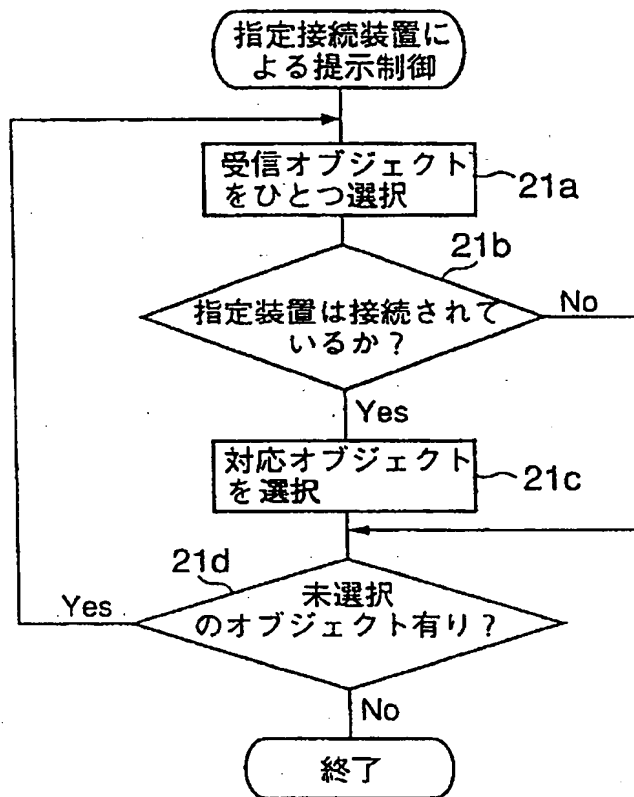 指定接続装置に
よる提示制御
受信オブジェクト
をひとつ選択
21a
21b
指定装置は接続されて
いるか?
No
Yes
対応オブジェクト
を選択
21c
21d
未選択
のオブジェクト有り?
Yes
No
終了